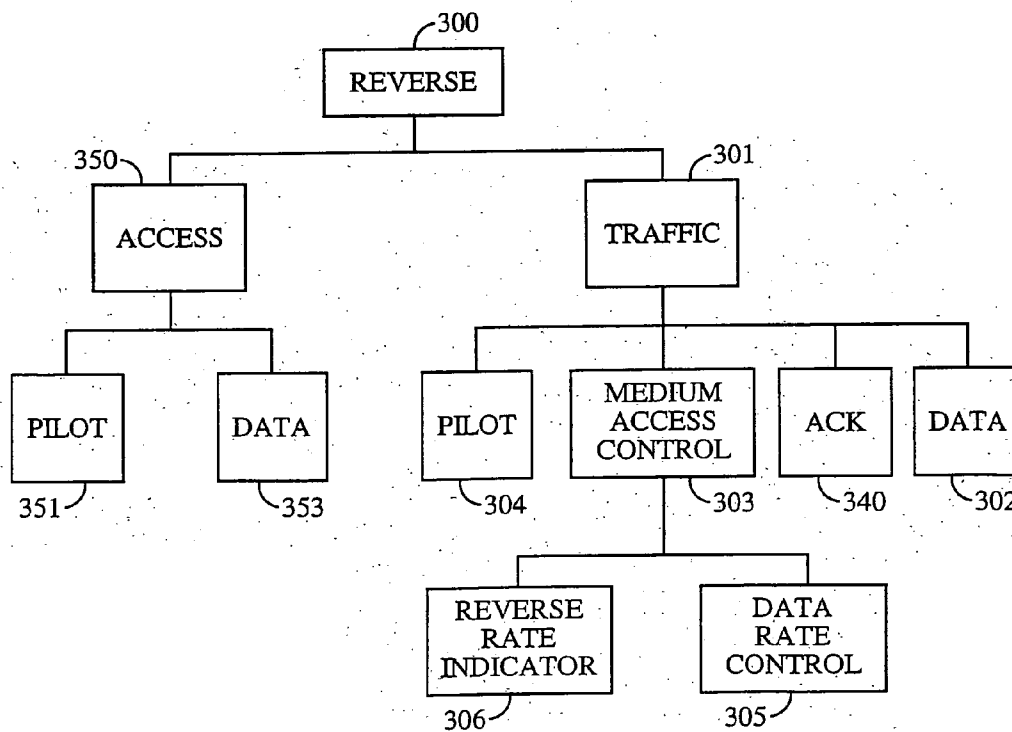 300
REVERSE
350
301
ACCESS
TRAFFIC
PILOT
DATA
PILOT
MEDIUM
ACCESS
CONTROL
ACK
DATA
351
353
304
303
340
302
REVERSE
RATE
INDICATOR
DATA
RATE
CONTROL
306
305